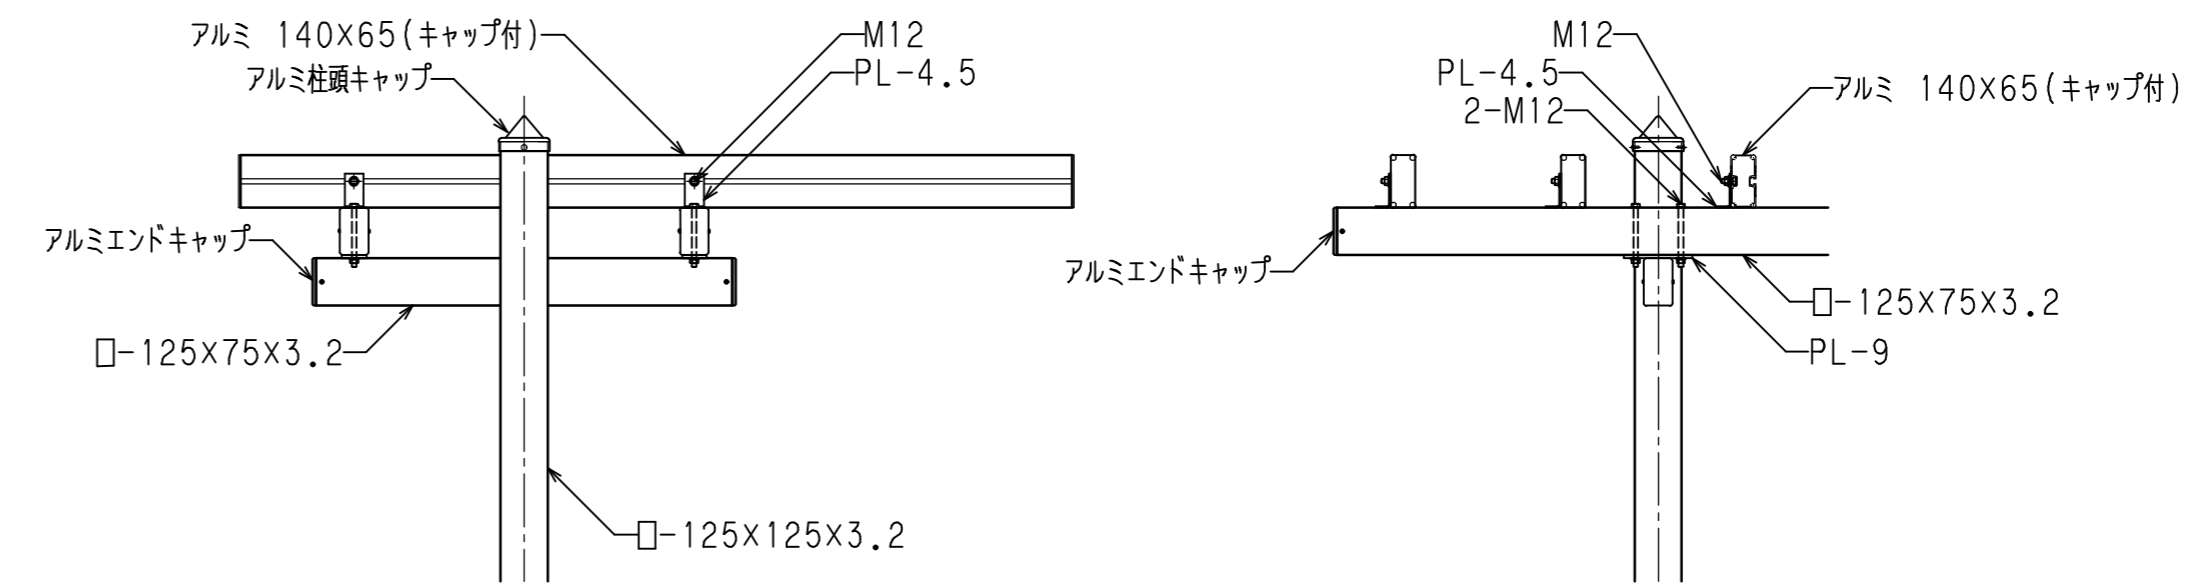 アルミ 140X65(キャップ付)
アルミ柱頭キャップ
M12
PL-4.5
アルミエンドキャップ
□-125X75X3.2
□-125X125X3.2
M12
PL-4.5
2-M12
アルミ 140X65(キャップ付)
アルミエンドキャップ
□-125X75X3.2
PL-9